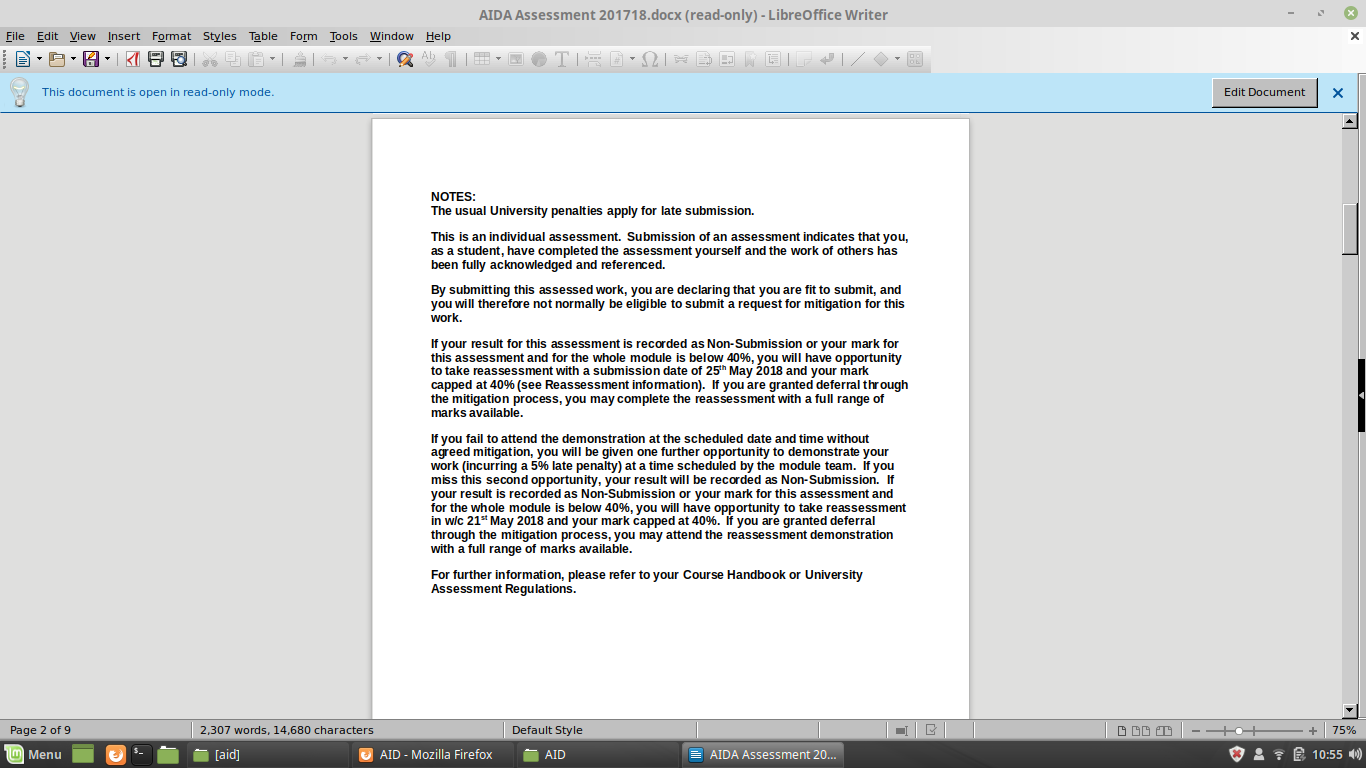 AIDA Assessment 201718.docx (read-only) - LibreOffice Writer
File Edit View Insert Format Styles Table Form Tools Window Help
This document is open in read-only mode.
Edit Document
NOTES:
The usual University penalties apply for late submission.
This is an individual assessment.  Submission of an assessment indicates that you,
as a student, have completed the assessment yourself and the work of others has
been fully acknowledged and referenced.
By submitting this assessed work, you are declaring that you are fit to submit, and
you will therefore not normally be eligible to submit a request for mitigation for this
work.
If your result for this assessment is recorded as Non-Submission or your mark for
this assessment and for the whole module is below 40%, you will have opportunity
to take reassessment with a submission date of 25th May 2018 and your mark
capped at 40% (see Reassessment information).  If you are granted deferral through
the mitigation process, you may complete the reassessment with a full range of
marks available.
If you fail to attend the demonstration at the scheduled date and time without
agreed mitigation, you will be given one further opportunity to demonstrate your
work (incurring a 5% late penalty) at a time scheduled by the module team.  If you
miss this second opportunity, your result will be recorded as Non-Submission.  If
your result is recorded as Non-Submission or your mark for this assessment and
for the whole module is below 40%, you will have opportunity to take reassessment
in w/c 21st May 2018 and your mark capped at 40%.  If you are granted deferral
through the mitigation process, you may attend the reassessment demonstration
with a full range of marks available.
For further information, please refer to your Course Handbook or University
Assessment Regulations.
Page 2 of 9 2,307 words, 14,680 characters Default Style 75%
Menu [aid] AID - Mozilla Firefox AID AIDA Assessment 20... 10:55